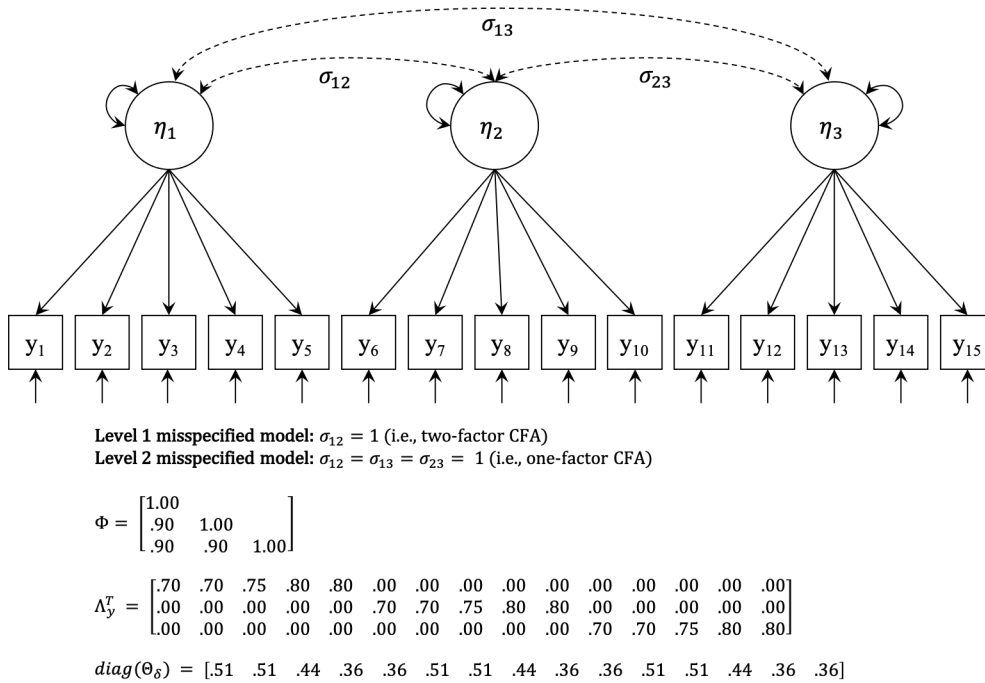 σ₁₃
σ₁₂ σ₂₃
η₁ η₂ η₃
y₁ y₂ y₃ y₄ y₅ y₆ y₇ y₈ y₉ y₁₀ y₁₁ y₁₂ y₁₃ y₁₄ y₁₅
Level 1 misspecified model: σ₁₂ = 1 (i.e., two-factor CFA)
Level 2 misspecified model: σ₁₂ = σ₁₃ = σ₂₃ = 1 (i.e., one-factor CFA)
1.00
Φ = [ .90 1.00 ]
.90 .90 1.00
.70 .70 .75 .80 .80 .00 .00 .00 .00 .00 .00 .00 .00 .00 .00
Λᵧᵀ = [ .00 .00 .00 .00 .00 .70 .70 .75 .80 .80 .00 .00 .00 .00 .00 ]
.00 .00 .00 .00 .00 .00 .00 .00 .00 .00 .70 .70 .75 .80 .80
diag(Θδ) = [.51 .51 .44 .36 .36 .51 .51 .44 .36 .36 .51 .51 .44 .36 .36]